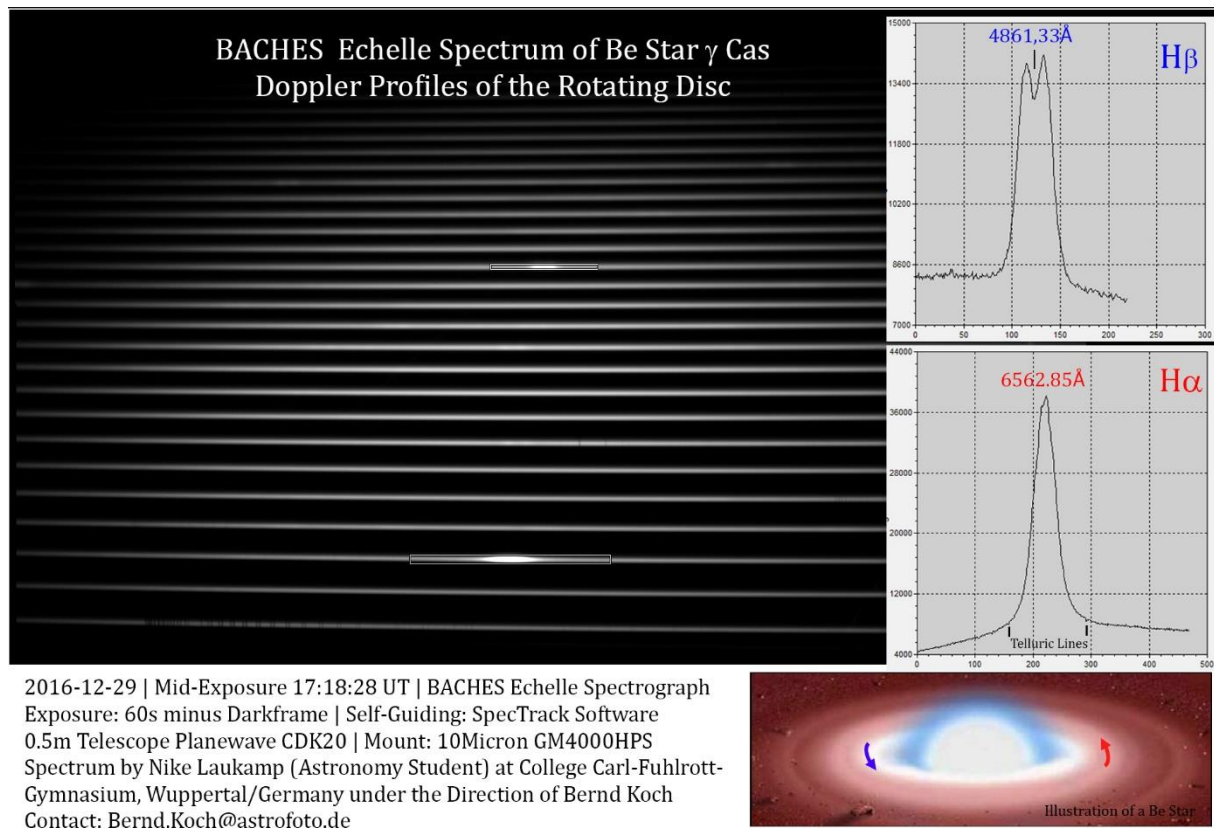 BACHES Echelle Spectrum of Be Star γ Cas
Doppler Profiles of the Rotating Disc
15000
13400
11800
10200
8600
7000
4861,33Å
Hβ
0 50 100 150 200 250 300
44000
36000
28000
20000
12000
4000
6562.85Å
Hα
Telluric Lines
0 100 200 300 400 500
2016-12-29 | Mid-Exposure 17:18:28 UT | BACHES Echelle Spectrograph
Exposure: 60s minus Darkframe | Self-Guiding: SpecTrack Software
0.5m Telescope Planewave CDK20 | Mount: 10Micron GM4000HPS
Spectrum by Nike Laukamp (Astronomy Student) at College Carl-Fuhlrott-
Gymnasium, Wuppertal/Germany under the Direction of Bernd Koch
Contact: Bernd.Koch@astrofoto.de
Illustration of a Be Star